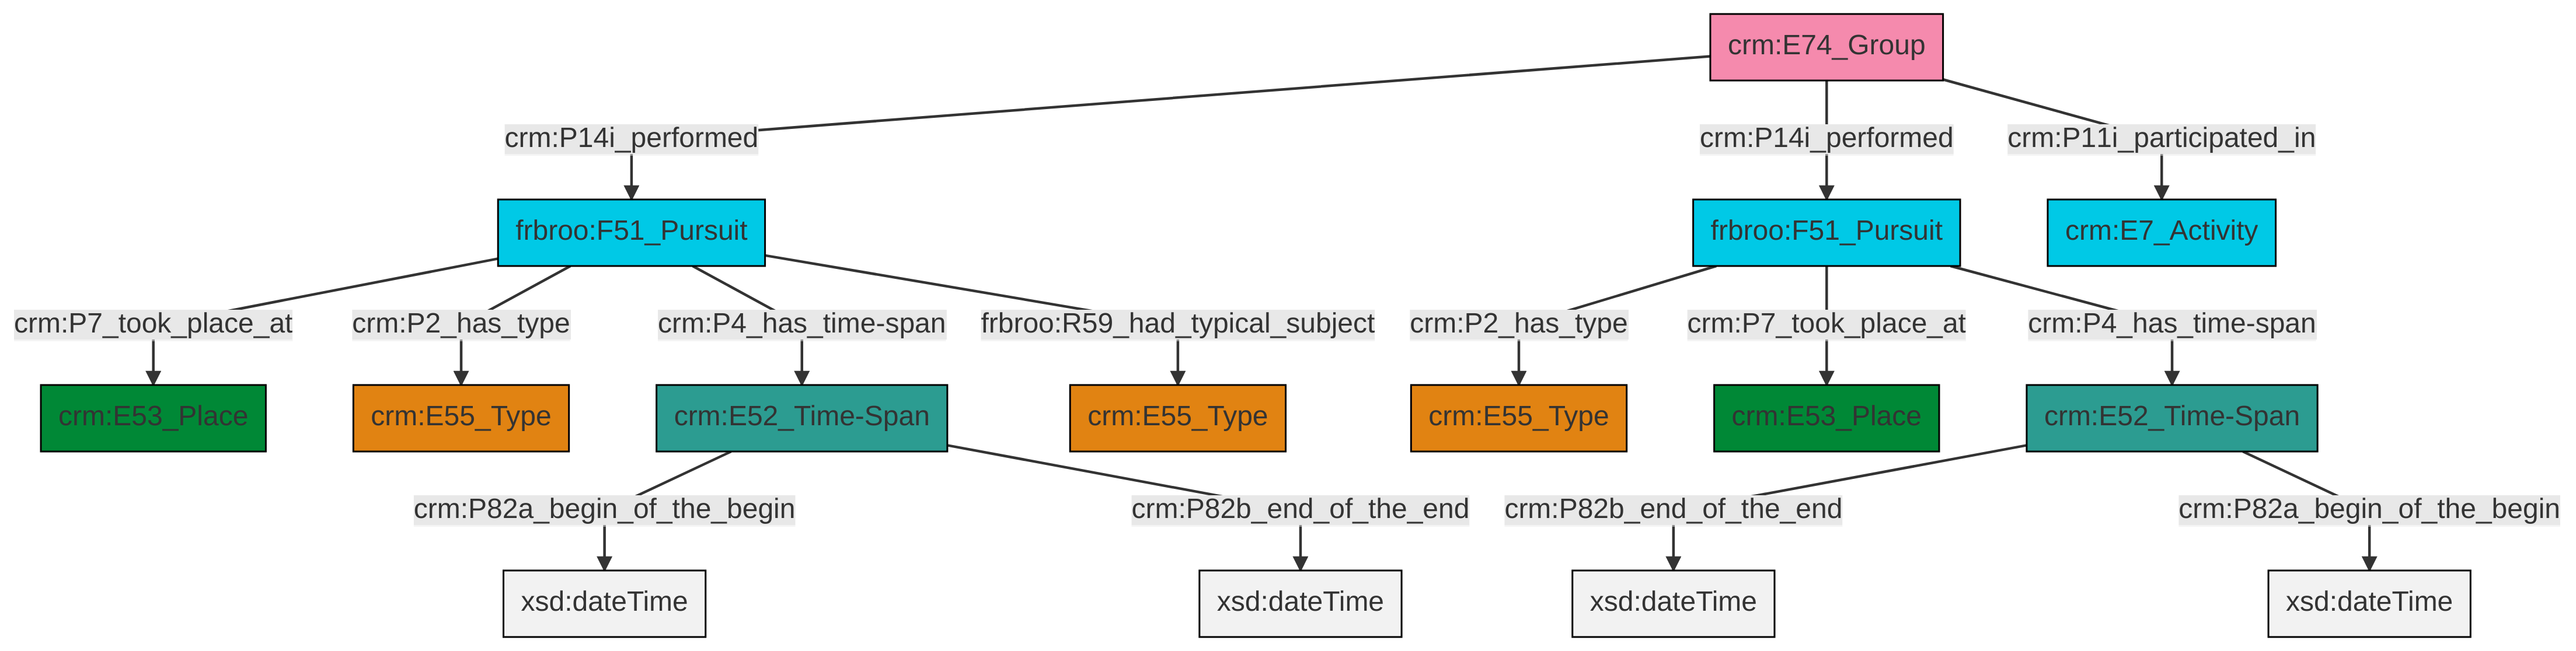 crm:E74_Group
crm:P14i_performed
crm:P14i_performed
crm:P11i_participated_in
frbroo:F51_Pursuit
frbroo:F51_Pursuit
crm:E7_Activity
crm:P7_took_place_at
crm:P2_has_type
crm:P4_has_time-span
frbroo:R59_had_typical_subject
crm:P2_has_type
crm:P7_took_place_at
crm:P4_has_time-span
crm:E53_Place
crm:E55_Type
crm:E52_Time-Span
crm:E55_Type
crm:E55_Type
crm:E53_Place
crm:E52_Time-Span
crm:P82a_begin_of_the_begin
crm:P82b_end_of_the_end
crm:P82b_end_of_the_end
crm:P82a_begin_of_the_begin
xsd:dateTime
xsd:dateTime
xsd:dateTime
xsd:dateTime